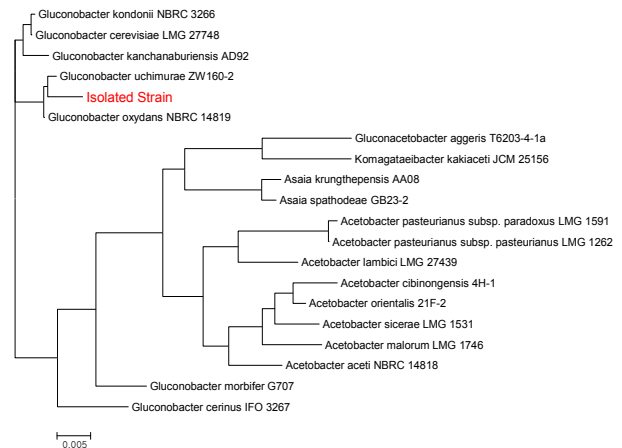 Gluconobacter kondonii NBRC 3266
Gluconobacter cerevisiae LMG 27748
Gluconobacter kanchanaburiensis AD92
Gluconobacter uchimurae ZW160-2
Isolated Strain
Gluconobacter oxydans NBRC 14819
Gluconacetobacter aggeris T6203-4-1a
Komagataeibacter kakiaceti JCM 25156
Asaia krungthepensis AA08
Asaia spathodeae GB23-2
Acetobacter pasteurianus subsp. paradoxus LMG 1591
Acetobacter pasteurianus subsp. pasteurianus LMG 1262
Acetobacter lambici LMG 27439
Acetobacter cibinongensis 4H-1
Acetobacter orientalis 21F-2
Acetobacter sicerae LMG 1531
Acetobacter malorum LMG 1746
Acetobacter aceti NBRC 14818
Gluconobacter morbifer G707
Gluconobacter cerinus IFO 3267
0.005